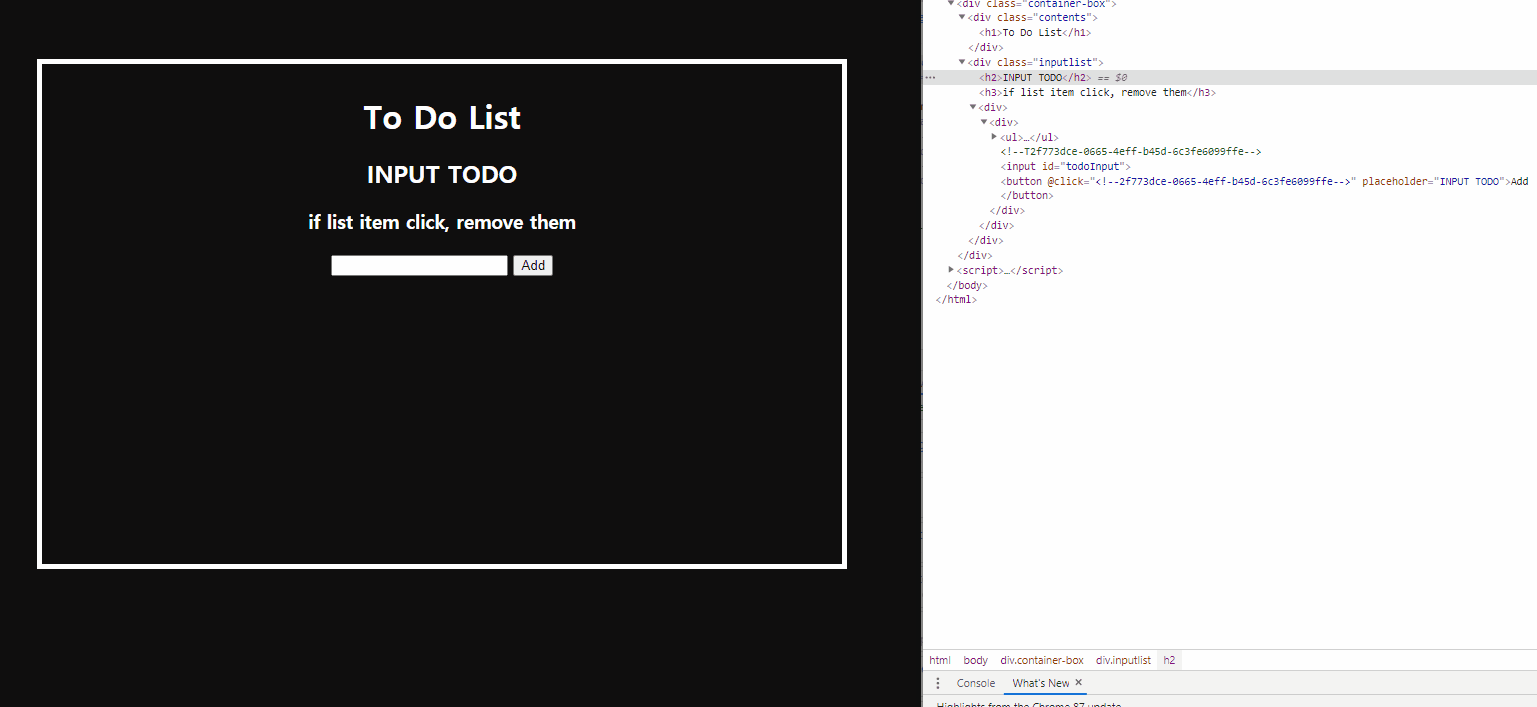 To Do List
INPUT TODO
if list item click, remove them
Add
<div class="container-box">
<div class="contents">
<h1>To Do List</h1>
</div>
<div class="inputlist">
… <h2>INPUT TODO</h2> == $0
<h3>if list item click, remove them</h3>
<div>
<div>
<ul>…</ul>
<!--T2f773dce-0665-4eff-b45d-6c3fe6099ffe-->
<input id="todoInput">
<button @click="<!--2f773dce-0665-4eff-b45d-6c3fe6099ffe-->" placeholder="INPUT TODO">Add
</button>
</div>
</div>
</div>
</div>
<script>…</script>
</body>
</html>
html body div.container-box div.inputlist h2
Console What's New ×
Highlights from the Chrome 87 update